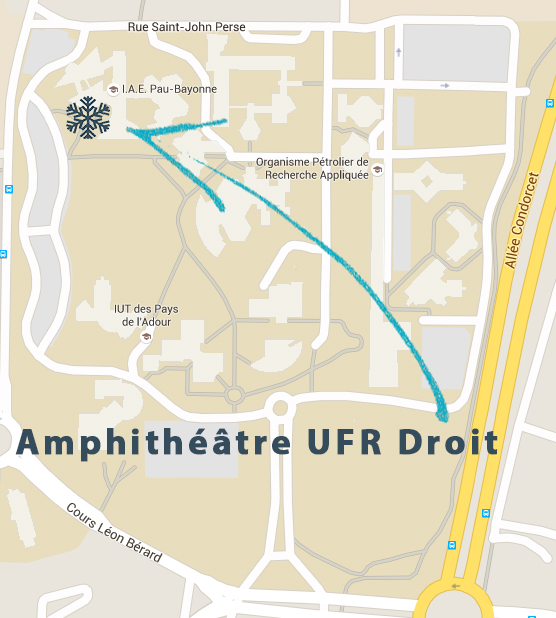 Rue Saint-John Perse
I.A.E. Pau-Bayonne
Organisme Pétrolier de
Recherche Appliquée
Allée Condorcet
IUT des Pays
de l'Adour
Amphithéâtre UFR Droit
Cours Léon Bérard